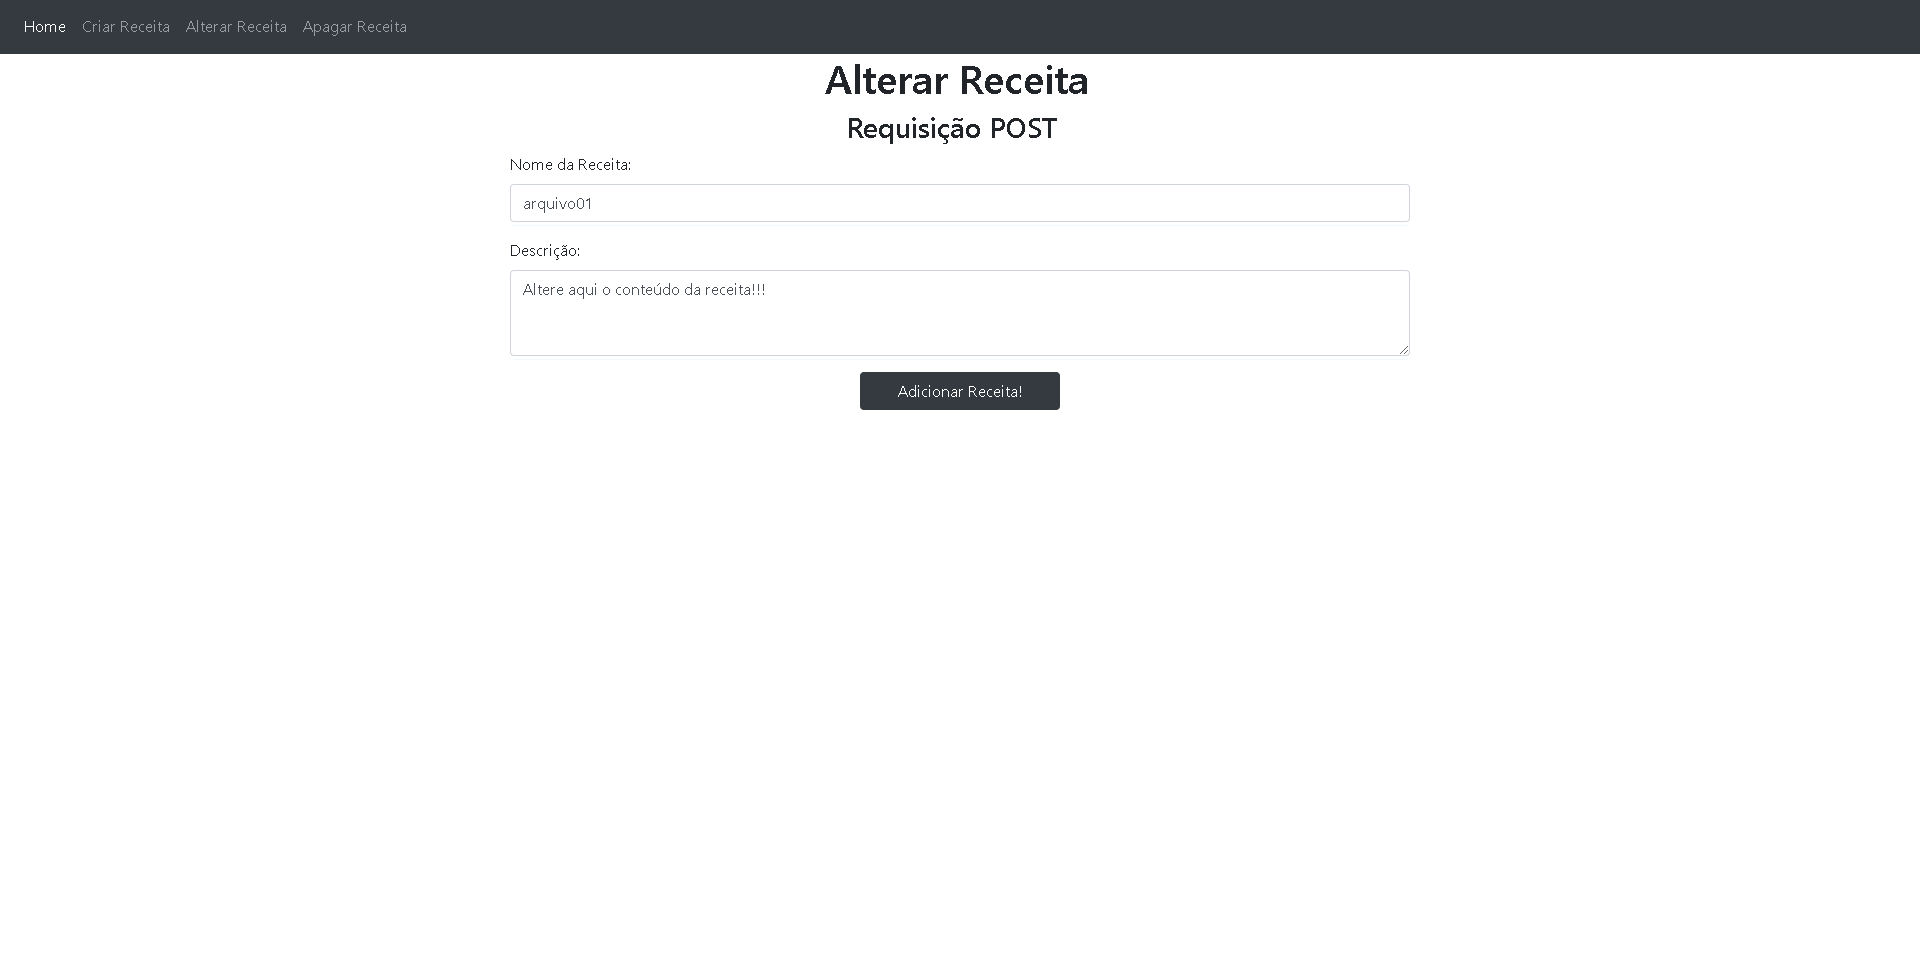 Home Criar Receita Alterar Receita Apagar Receita
Alterar Receita
Requisição POST
Nome da Receita:
arquivo01
Descrição:
Altere aqui o conteúdo da receita!!!
Adicionar Receita!